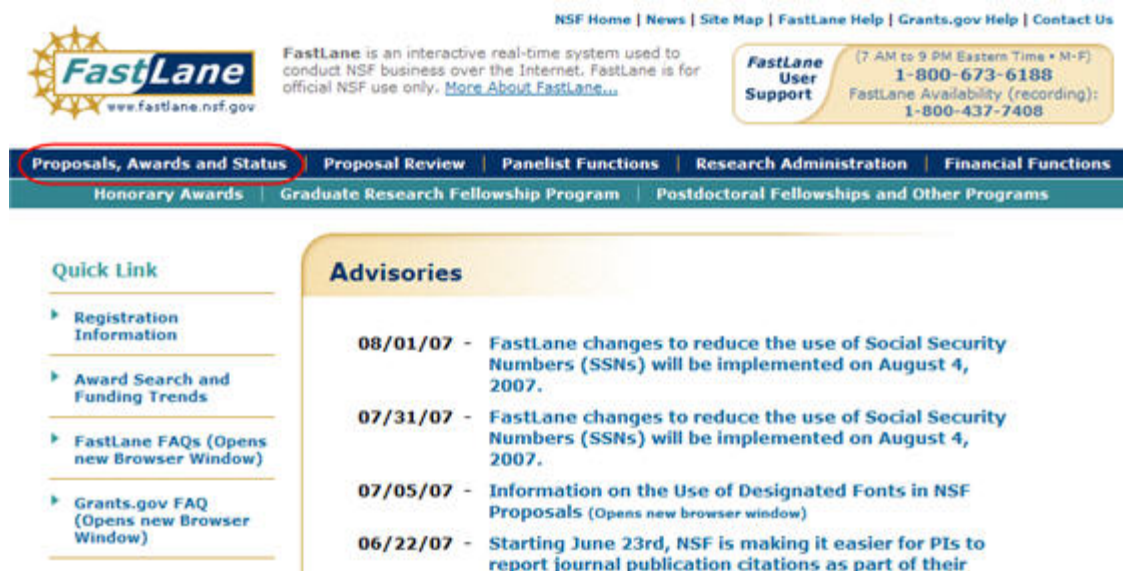 NSF Home | News | Site Map | FastLane Help | Grants.gov Help | Contact Us
FastLane
www.fastlane.nsf.gov
FastLane is an interactive real-time system used to
conduct NSF business over the Internet. FastLane is for
official NSF use only. More About FastLane...
FastLane
User
Support
(7 AM to 9 PM Eastern Time • M-F)
1-800-673-6188
FastLane Availability (recording):
1-800-437-7408
Proposals, Awards and Status | Proposal Review | Panelist Functions | Research Administration | Financial Functions
Honorary Awards | Graduate Research Fellowship Program | Postdoctoral Fellowships and Other Programs
Quick Link
Registration
Information
Award Search and
Funding Trends
FastLane FAQs (Opens
new Browser Window)
Grants.gov FAQ
(Opens new Browser
Window)
Advisories
08/01/07 - FastLane changes to reduce the use of Social Security
Numbers (SSNs) will be implemented on August 4,
2007.
07/31/07 - FastLane changes to reduce the use of Social Security
Numbers (SSNs) will be implemented on August 4,
2007.
07/05/07 - Information on the Use of Designated Fonts in NSF
Proposals (Opens new browser window)
06/22/07 - Starting June 23rd, NSF is making it easier for PIs to
report journal publication citations as part of their